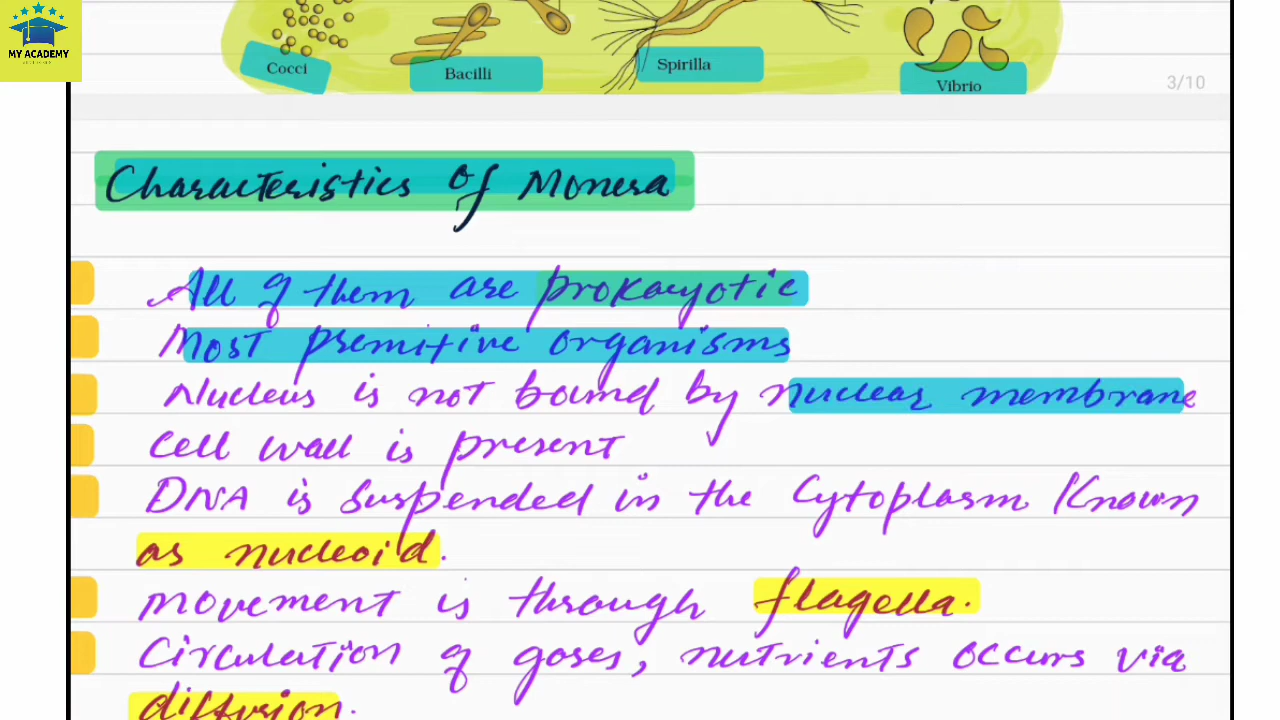 MY ACADEMY
Cocci
Bacilli
Spirilla
Vibrio
3/10
Characteristics of Monera
All of them are prokacyotic
Most premitive organisms
Nucleus is not bound by nuclear membrane
Cell wall is present
DNA is suspended in the Cytoplasm Known
as nucleoid.
Movement is through flagella.
Circulation of goses, nutrients occurs via
diffusion.